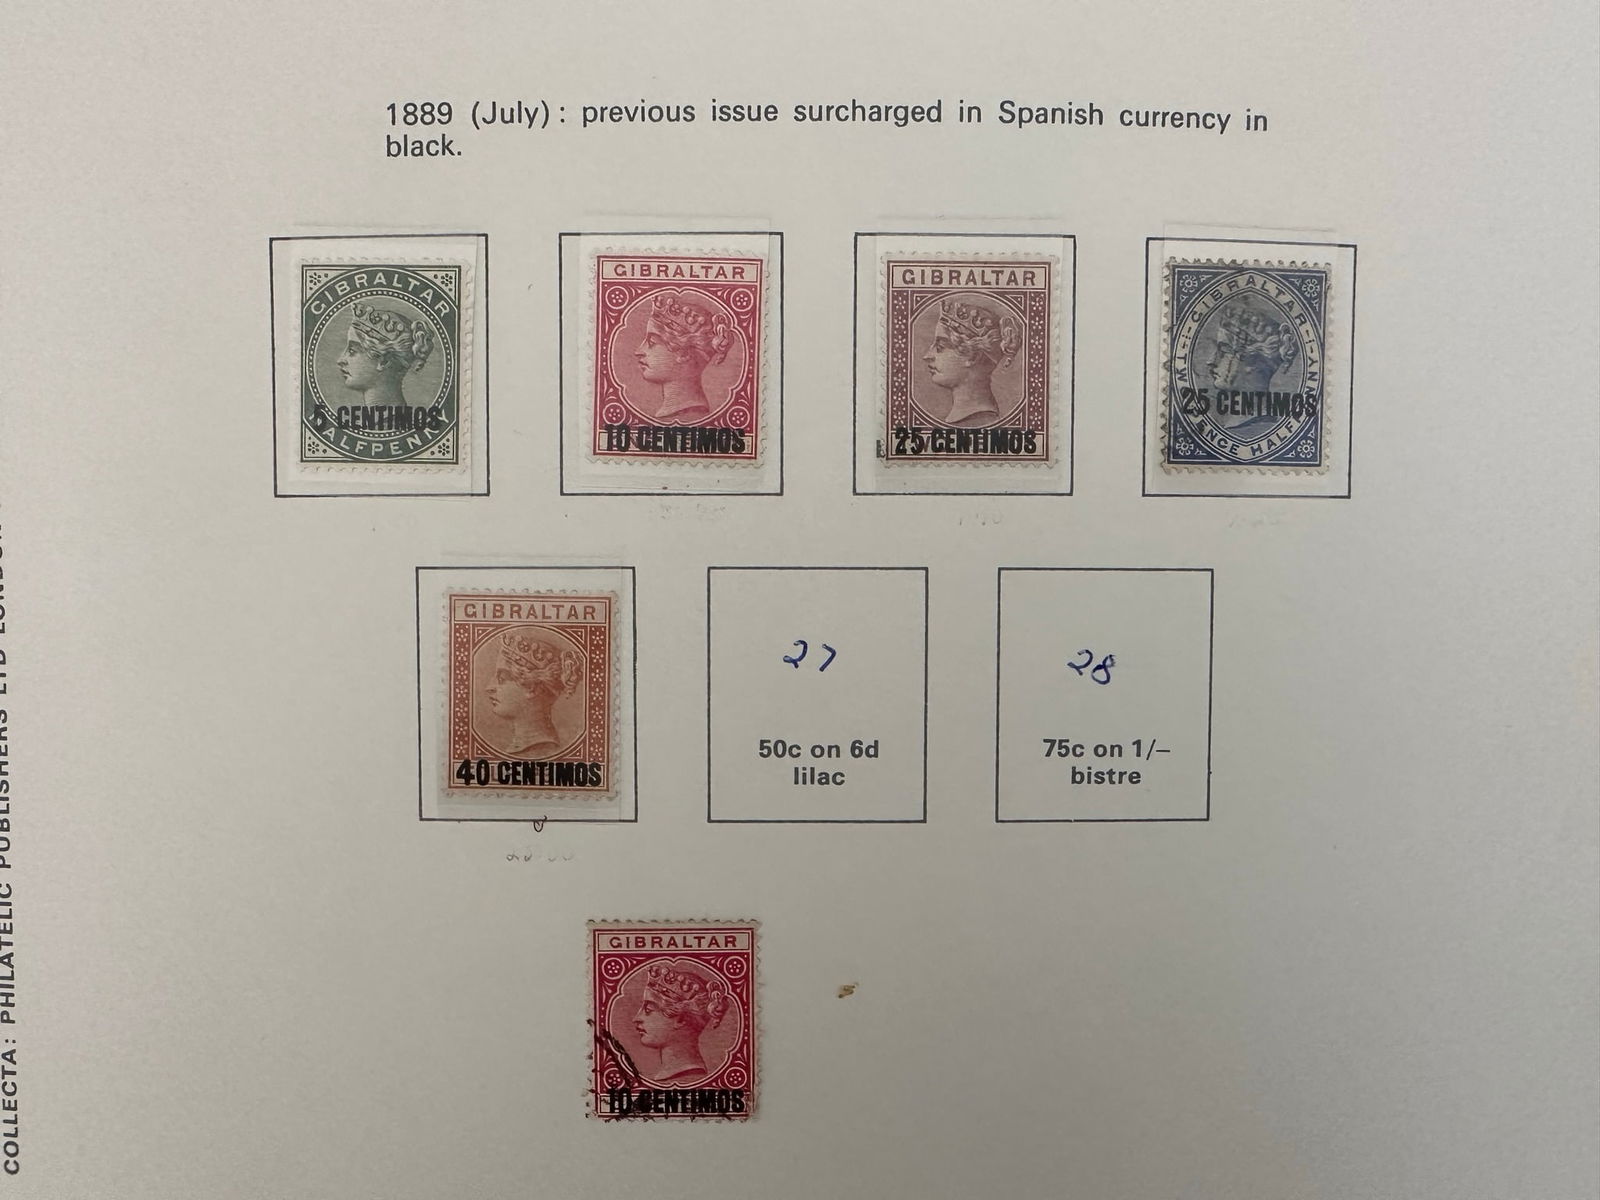 1889 (July): previous issue surcharged in Spanish currency in
black.
GIBRALTAR
5 CENTIMOS
HALFPENNY
GIBRALTAR
10 CENTIMOS
GIBRALTAR
25 CENTIMOS
GIBRALTAR
25 CENTIMOS
PENCE HALF
GIBRALTAR
40 CENTIMOS
27
50c on 6d
lilac
28
75c on 1/–
bistre
GIBRALTAR
10 CENTIMOS
COLLECTA: PHILATELIC PUBLISHERS LTD LONDON